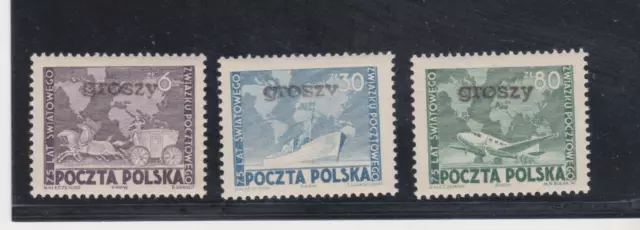 groszy
6
75 LAT ŚWIATOWEGO
ZWIĄZKU POCZTOWEGO
POCZTA POLSKA
groszy
30
75 LAT ŚWIATOWEGO
ZWIĄZKU POCZTOWEGO
POCZTA POLSKA
groszy
80
75 LAT ŚWIATOWEGO
ZWIĄZKU POCZTOWEGO
POCZTA POLSKA